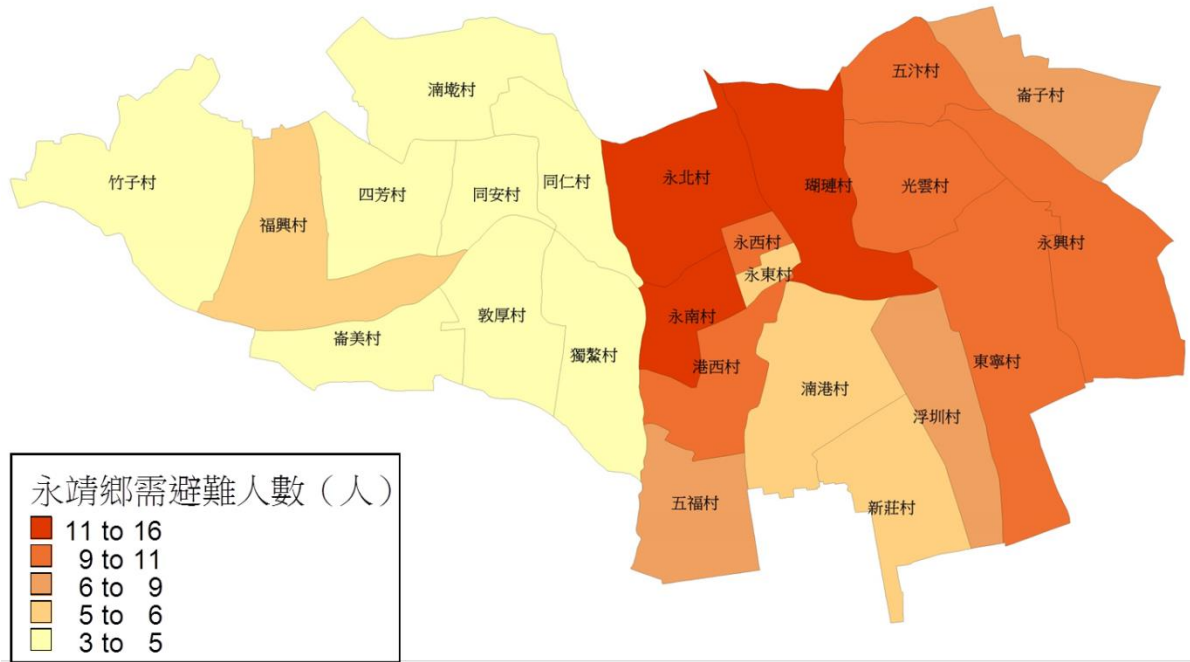 五汴村
湳墘村
崙子村
竹子村
四芳村
同安村
同仁村
永北村
瑚璉村
光雲村
福興村
永西村
永興村
永東村
敦厚村
永南村
崙美村
獨鰲村
港西村
湳港村
東寧村
浮圳村
五福村
新莊村
永靖鄉需避難人數（人）
11 to 16
9 to 11
6 to 9
5 to 6
3 to 5